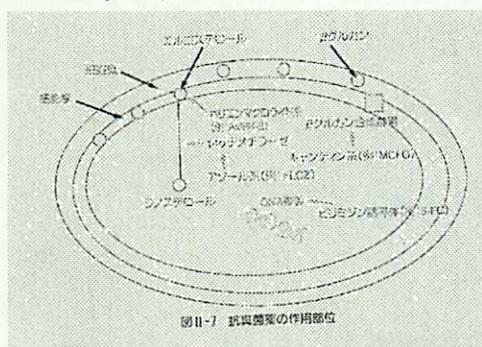 エルゴステロール
βグルカン
細胞壁
細胞膜
ポリエンマクロライド系
βグルカン合成酵素
キャンディン系(例:MCFG)
アゾール系(例:FLCZ)
ラノステロール
DNA合成
ピリミジン誘導体(例:5-FC)
図II-7 抗真菌薬の作用部位